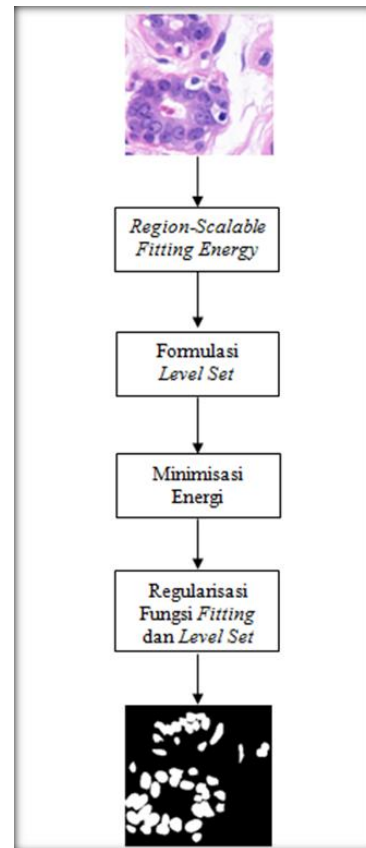 Region-Scalable
Fitting Energy
Formulasi
Level Set
Minimisasi
Energi
Regularisasi
Fungsi Fitting
dan Level Set